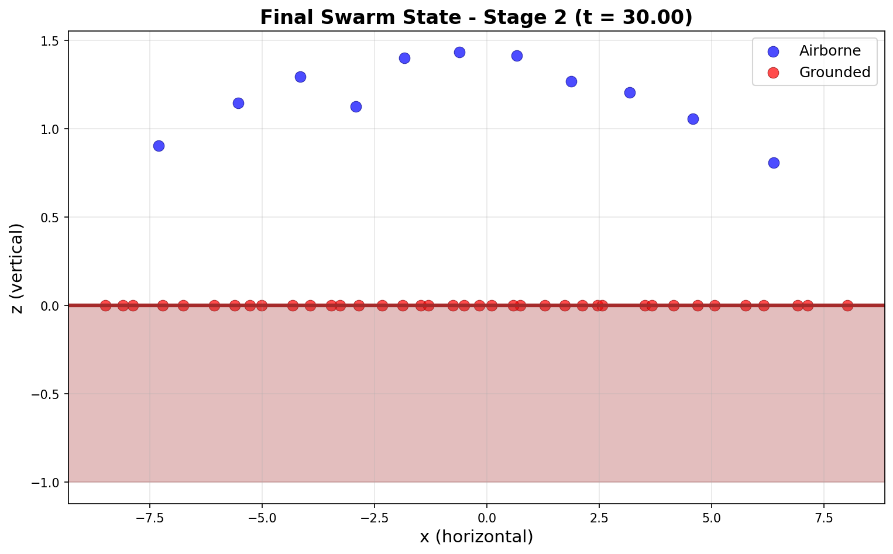 Final Swarm State - Stage 2 (t = 30.00)
Airborne
Grounded
1.5
1.0
0.5
0.0
−0.5
−1.0
z (vertical)
−7.5 −5.0 −2.5 0.0 2.5 5.0 7.5
x (horizontal)